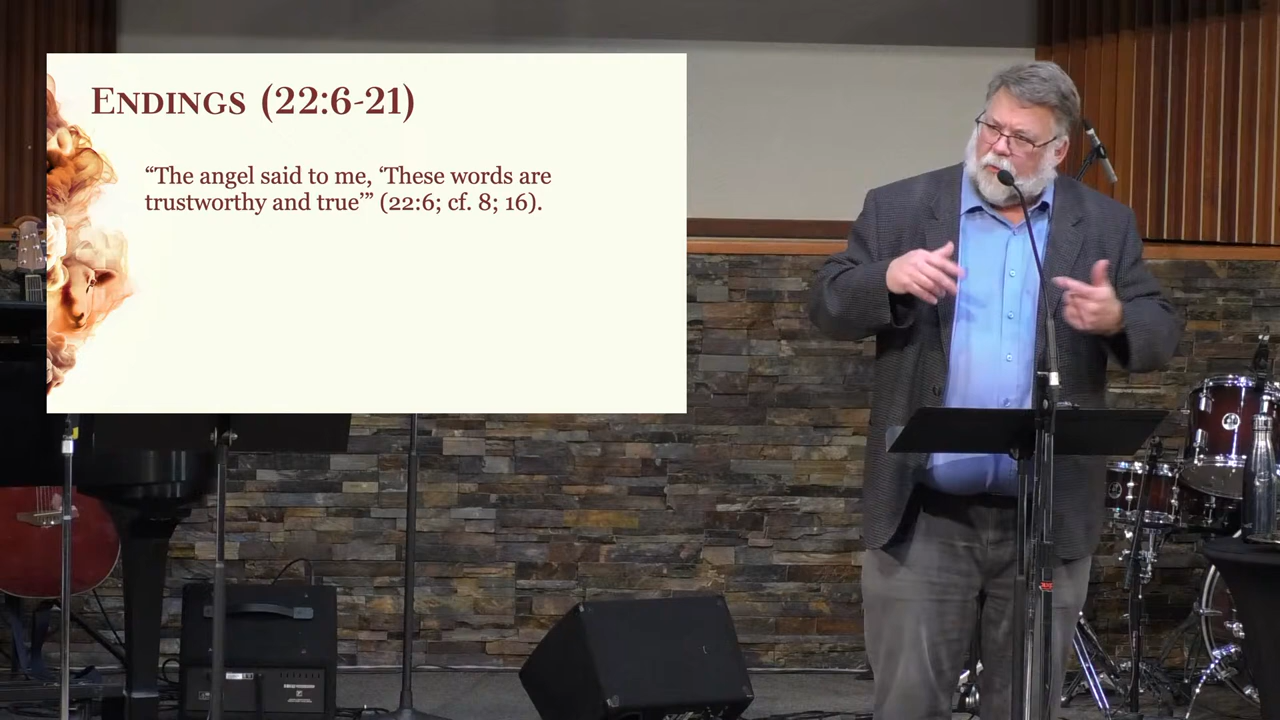 Endings (22:6-21)
“The angel said to me, ‘These words are
trustworthy and true’” (22:6; cf. 8; 16).